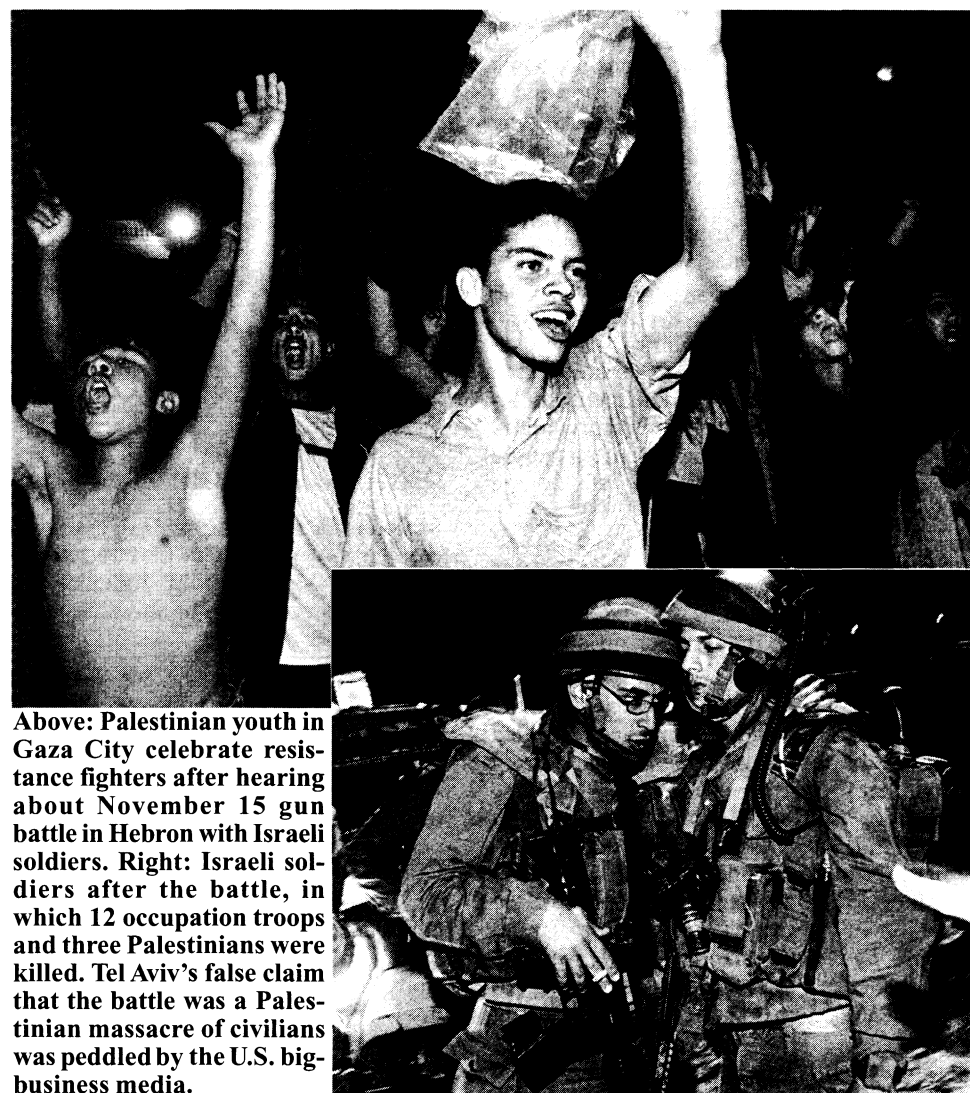 Above: Palestinian youth in
Gaza City celebrate resis-
tance fighters after hearing
about November 15 gun
battle in Hebron with Israeli
soldiers. Right: Israeli sol-
diers after the battle, in
which 12 occupation troops
and three Palestinians were
killed. Tel Aviv's false claim
that the battle was a Pales-
tinian massacre of civilians
was peddled by the U.S. big-
business media.